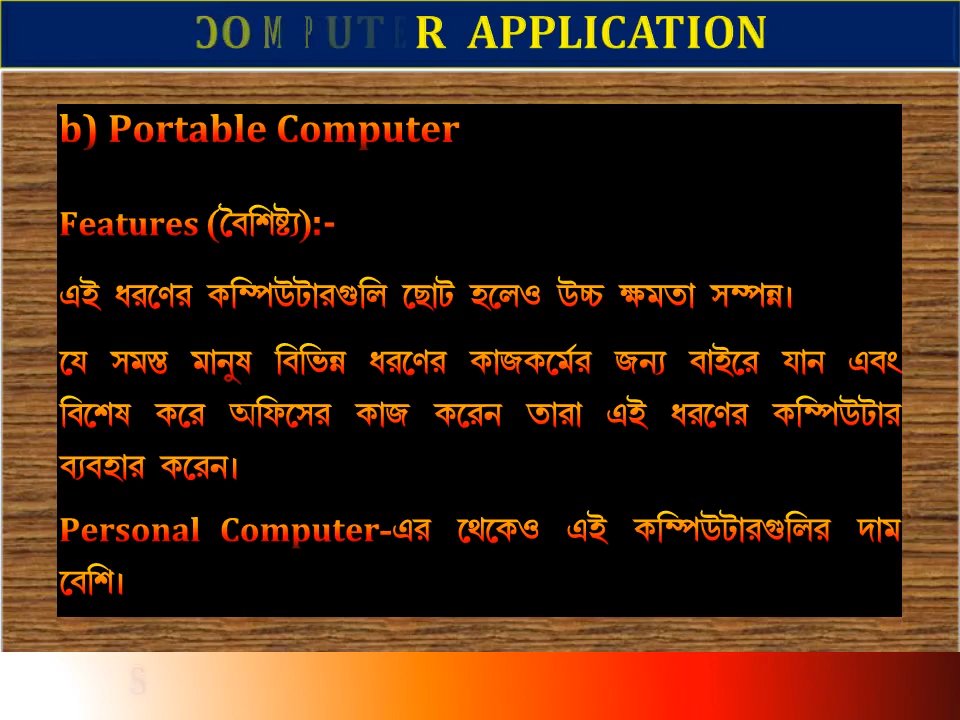 COMPUTER APPLICATION
b) Portable Computer
Features (বৈশিষ্ট্য):-
এই ধরণের কম্পিউটারগুলি ছোট হলেও উচ্চ ক্ষমতা সম্পন্ন।
যে সমস্ত মানুষ বিভিন্ন ধরণের কাজকর্মের জন্য বাইরে যান এবং
বিশেষ করে অফিসের কাজ করেন তারা এই ধরণের কম্পিউটার
ব্যবহার করেন।
Personal Computer-এর থেকেও এই কম্পিউটারগুলির দাম
বেশি।
S